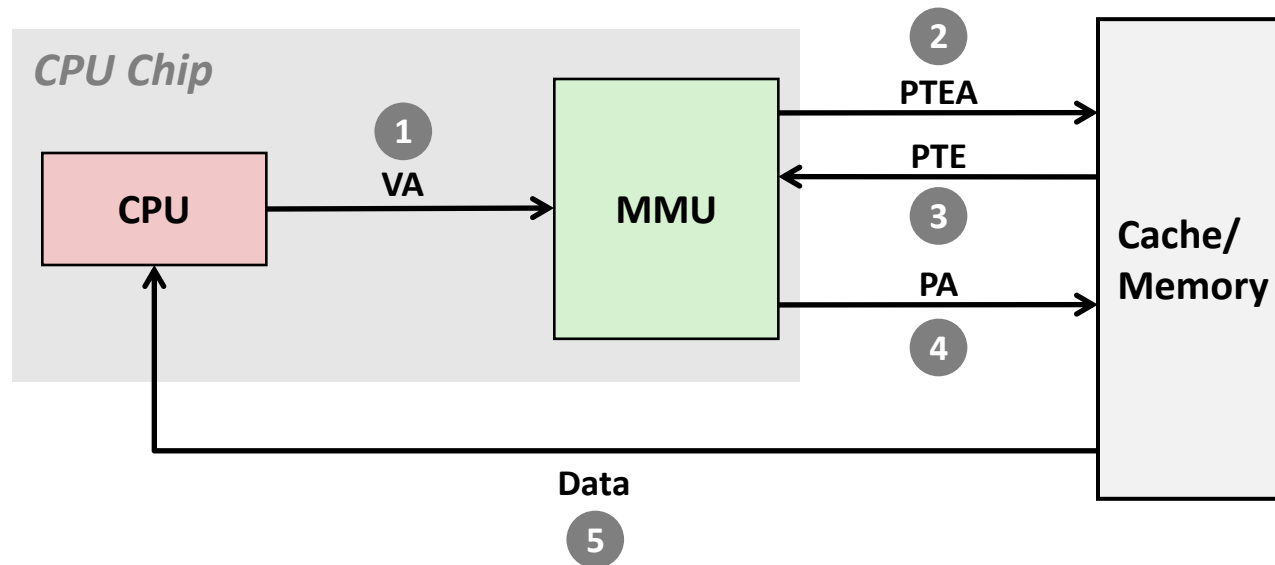 2
CPU Chip
PTEA
1
PTE
VA
CPU
MMU
3
Cache/
Memory
PA
4
Data
5